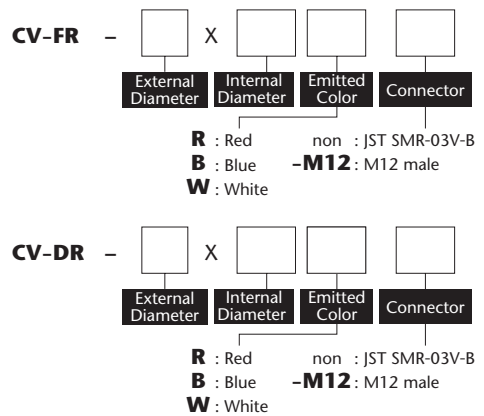 CV-FR - X
External Diameter Internal Diameter Emitted Color Connector
R : Red non : JST SMR-03V-B
B : Blue -M12 : M12 male
W : White
CV-DR - X
External Diameter Internal Diameter Emitted Color Connector
R : Red non : JST SMR-03V-B
B : Blue -M12 : M12 male
W : White